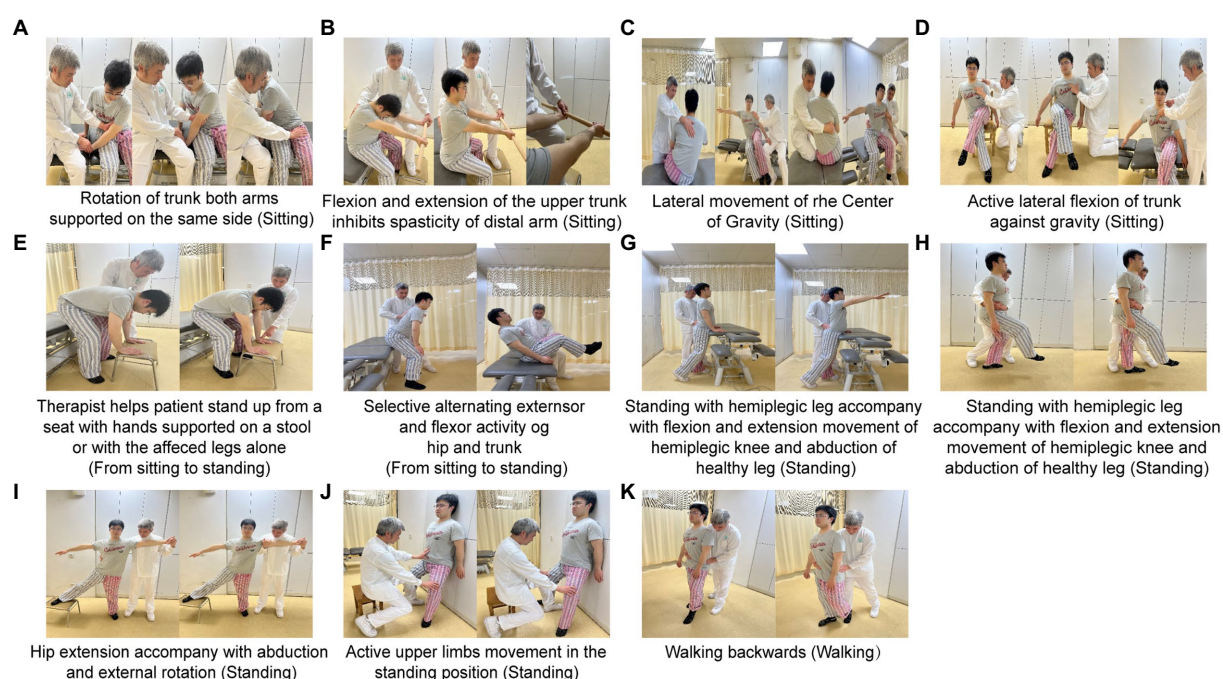 A
B
C
D
Rotation of trunk both arms
supported on the same side (Sitting)
Flexion and extension of the upper trunk
inhibits spasticity of distal arm (Sitting)
Lateral movement of rhe Center
of Gravity (Sitting)
Active lateral flexion of trunk
against gravity (Sitting)
E
F
G
H
Therapist helps patient stand up from a
seat with hands supported on a stool
or with the affeced legs alone
(From sitting to standing)
Selective alternating externsor
and flexor activity og
hip and trunk
(From sitting to standing)
Standing with hemiplegic leg accompany
with flexion and extension movement of
hemiplegic knee and abduction of
healthy leg (Standing)
Standing with hemiplegic leg
accompany with flexion and extension
movement of hemiplegic knee and
abduction of healthy leg (Standing)
I
J
K
Hip extension accompany with abduction
and external rotation (Standing)
Active upper limbs movement in the
standing position (Standing)
Walking backwards (Walking）